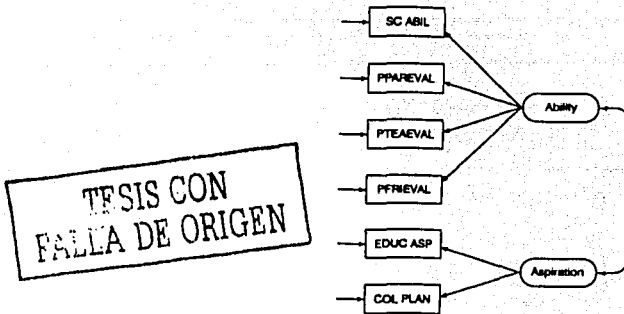 SC ABIL
PPAREVAL
Ability
PTEAEVAL
PFRIEVAL
TESIS CON
FALLA DE ORIGEN
EDUC ASP
Aspiration
COL PLAN